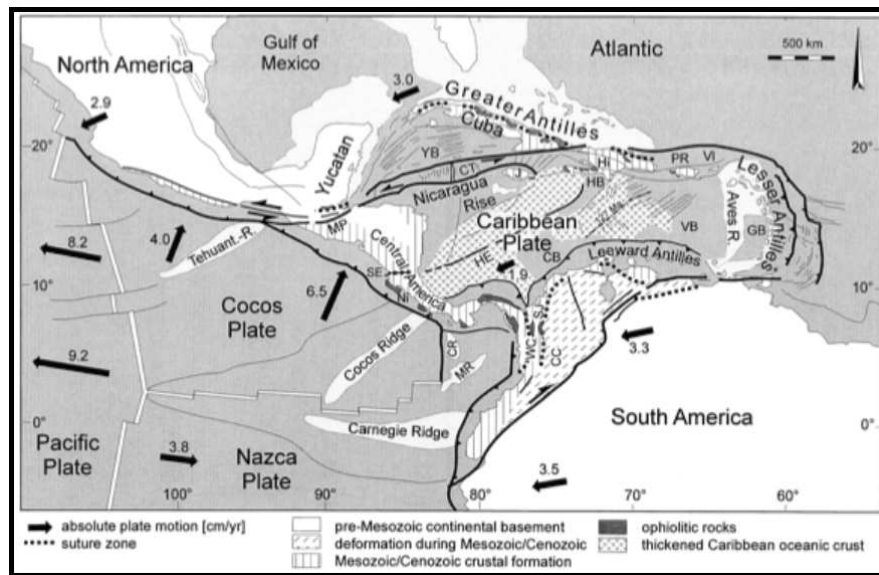 Gulf of
Mexico
Atlantic
500 km
North America
3.0
2.9
Greater Antilles
Cuba
20°
20°
Yucatan
YB
CT
Hi
PR
VI
HB
Nicaragua
Rise
Lesser Antilles
Aves R.
GB
MP
Caribbean
Plate
VB
8.2
4.0
Tehuant.-R.
Central America
HE
CB
Leeward Antilles
1.9
SE
10°
10°
6.5
Ni
Cocos
Plate
S
3.3
WC
CC
9.2
Cocos Ridge
CR
MR
0°
0°
Carnegie Ridge
South America
Pacific
Plate
3.8
Nazca
Plate
3.5
100°
90°
80°
70°
60°
absolute plate motion [cm/yr]
suture zone
pre-Mesozoic continental basement
deformation during Mesozoic/Cenozoic
Mesozoic/Cenozoic crustal formation
ophiolitic rocks
thickened Caribbean oceanic crust